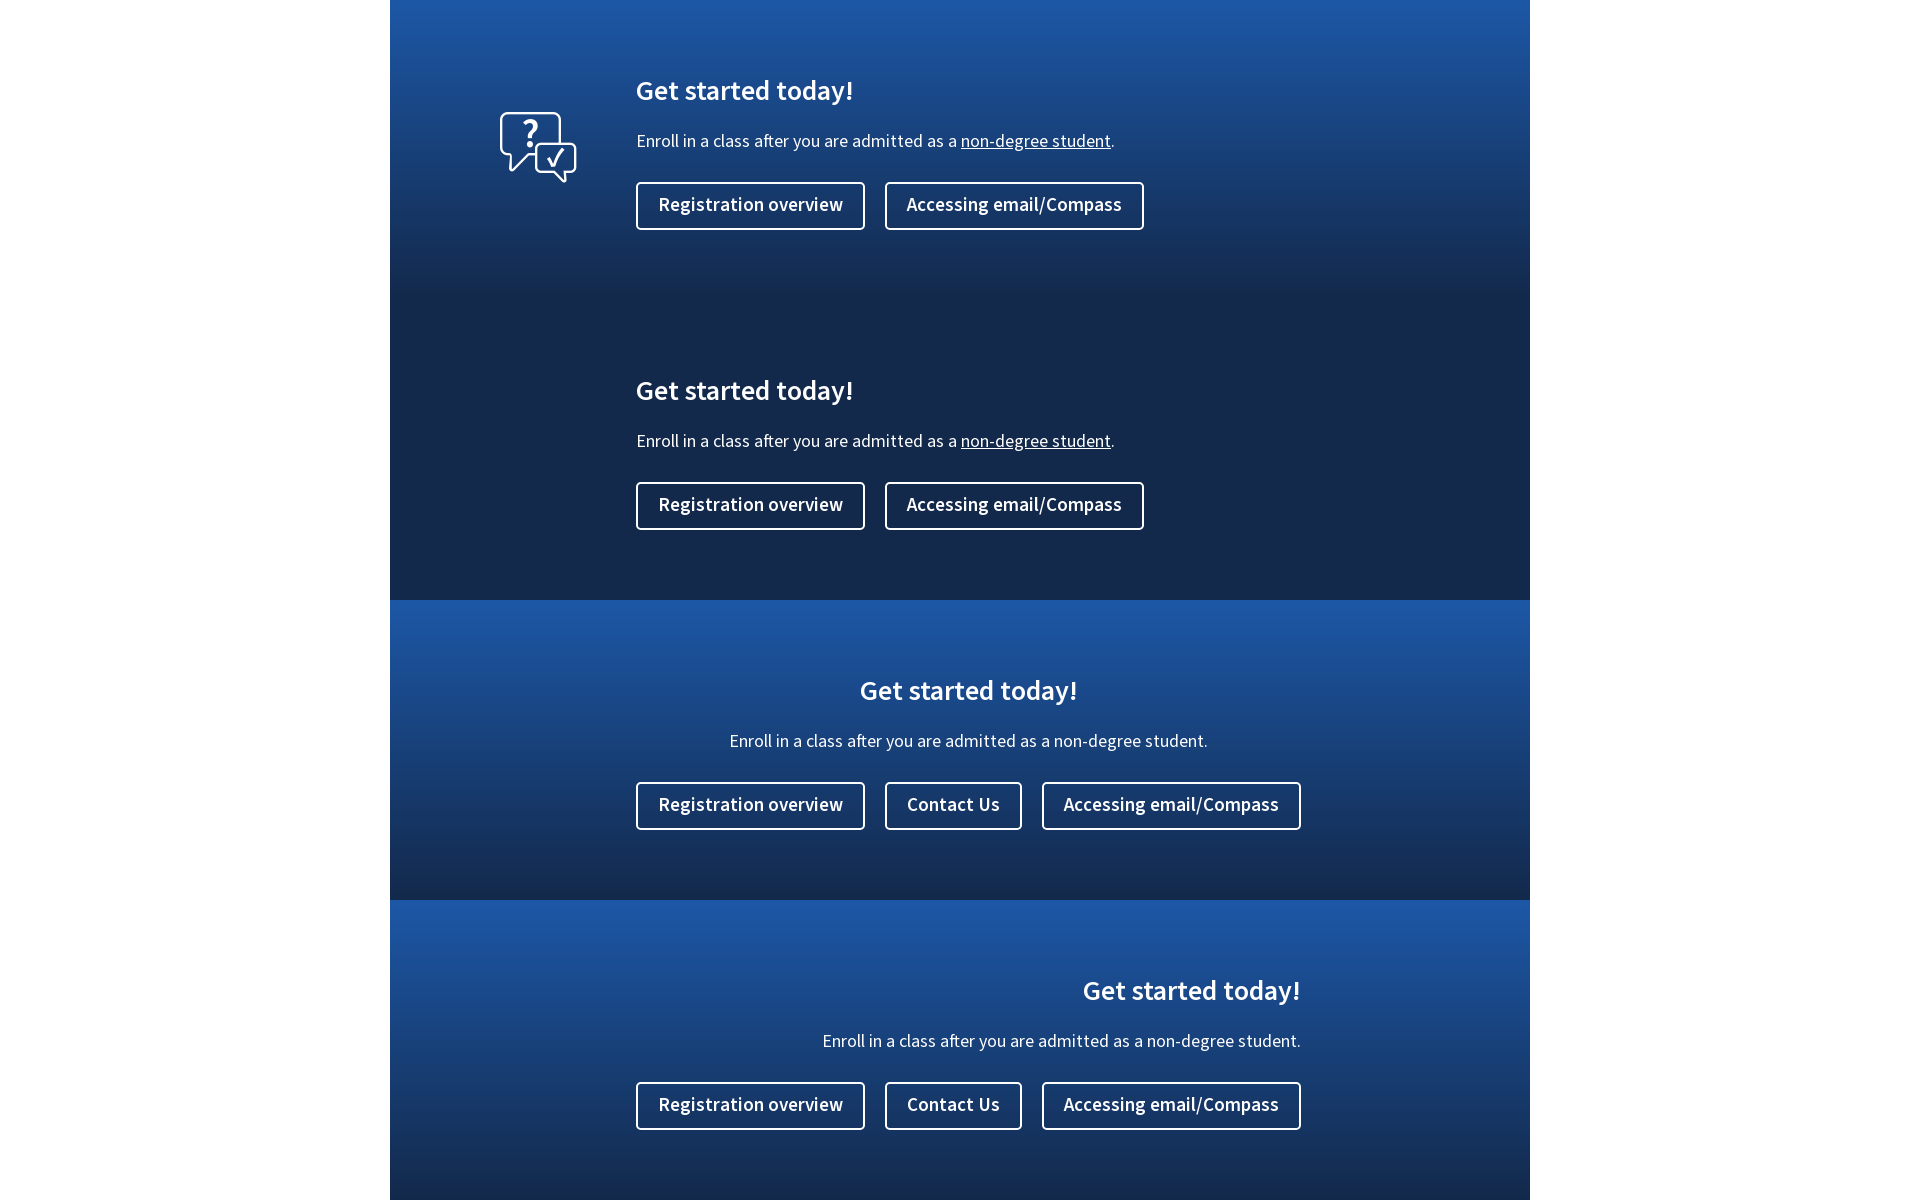 Get started today!
Enroll in a class after you are admitted as a non-degree student.
Registration overview
Accessing email/Compass
Get started today!
Enroll in a class after you are admitted as a non-degree student.
Registration overview
Accessing email/Compass
Get started today!
Enroll in a class after you are admitted as a non-degree student.
Registration overview
Contact Us
Accessing email/Compass
Get started today!
Enroll in a class after you are admitted as a non-degree student.
Registration overview
Contact Us
Accessing email/Compass